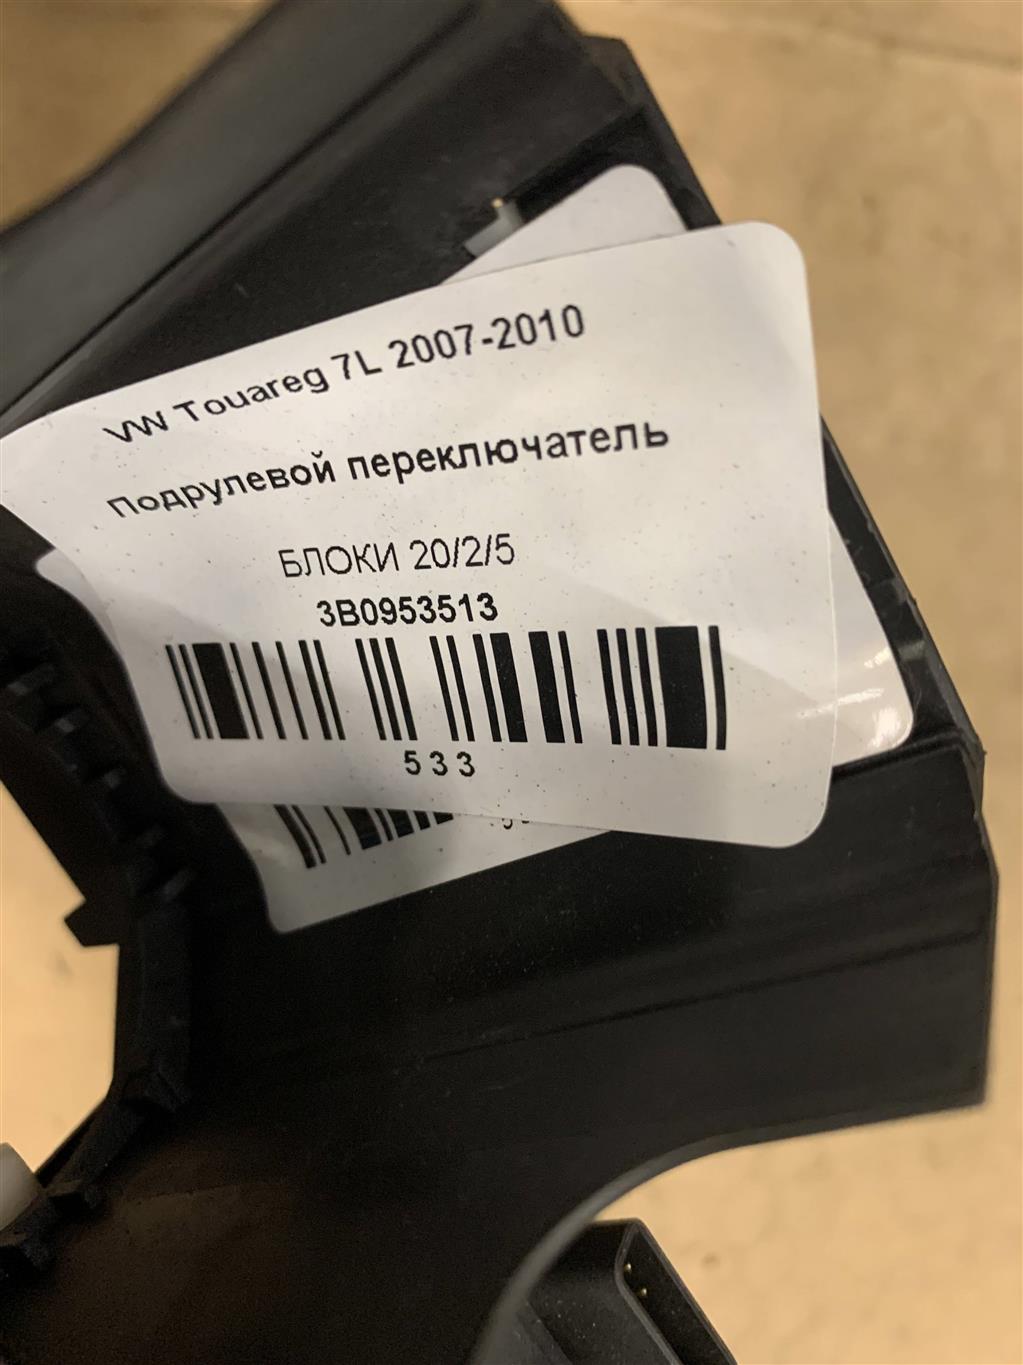 VW Touareg 7L 2007-2010
Подрулевой переключатель
БЛОКИ 20/2/5
3B0953513
533